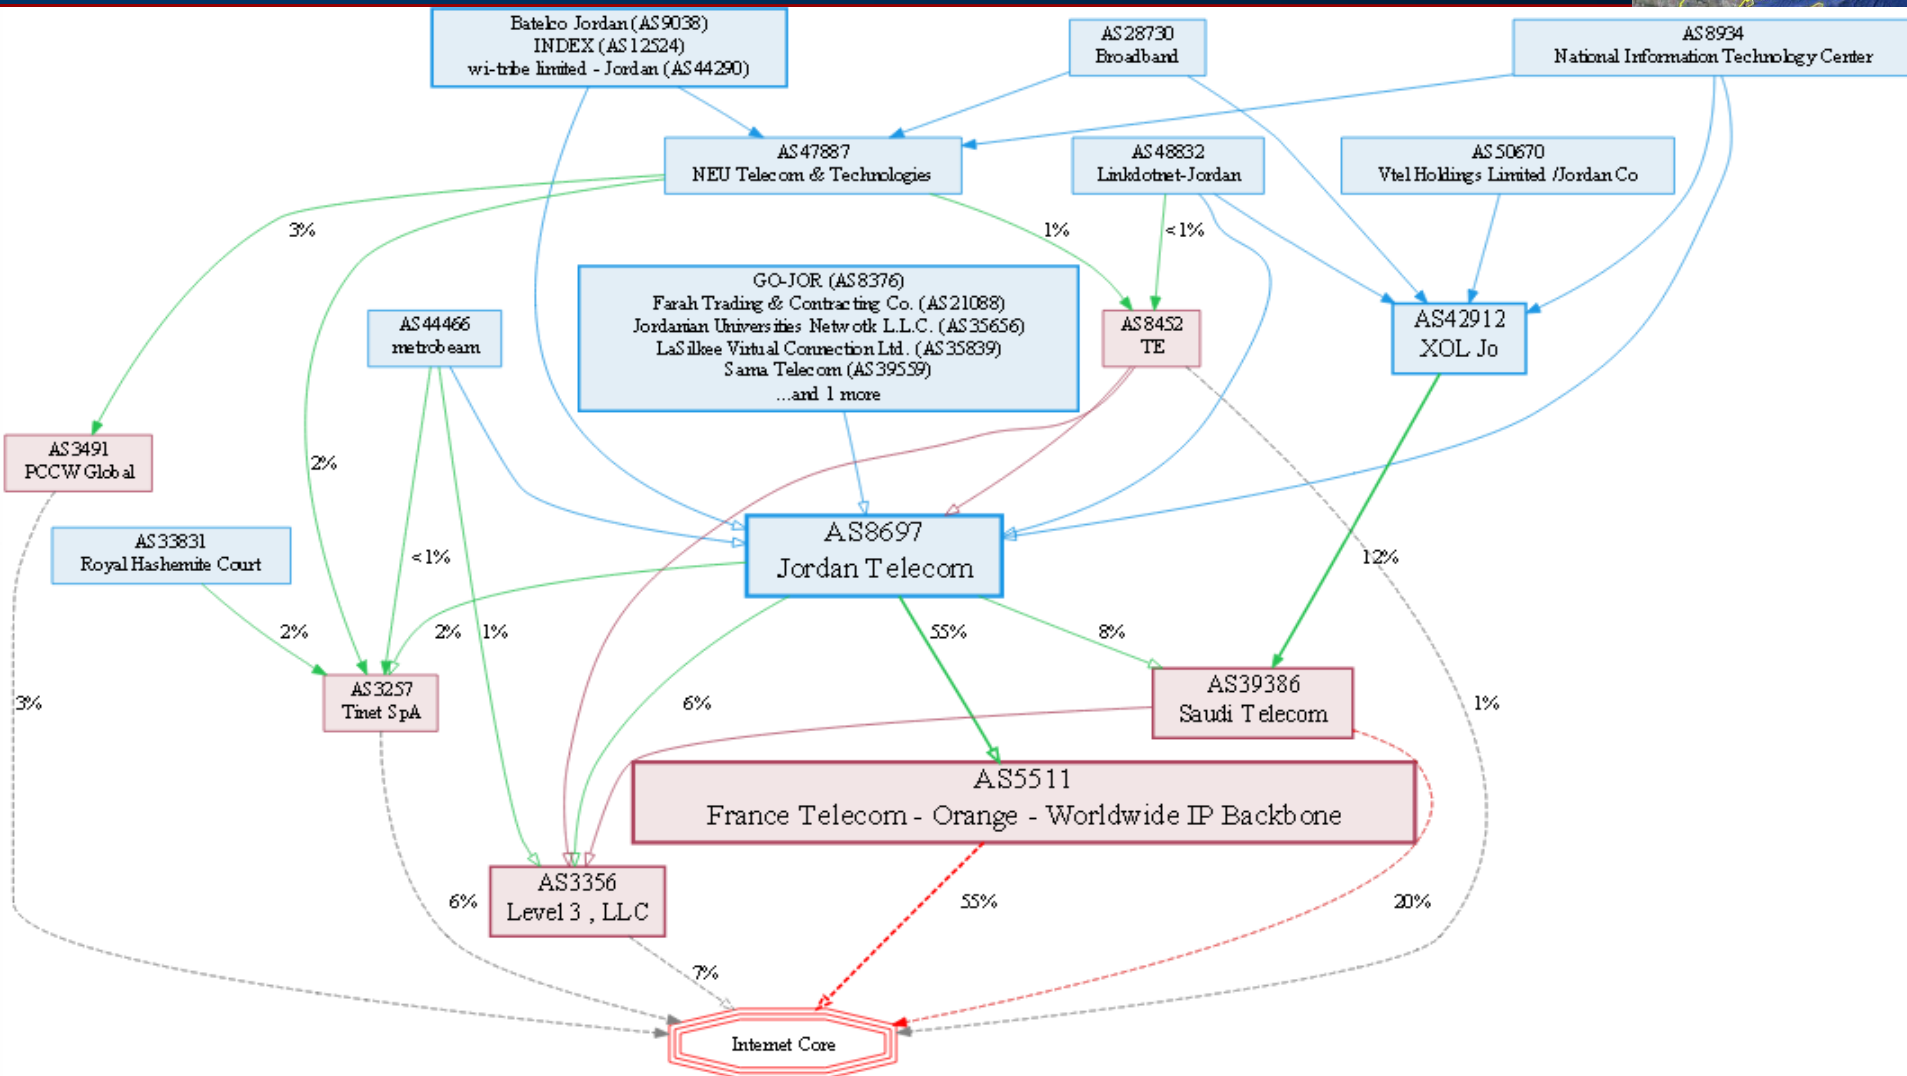 Batelco Jordan (AS9038)
INDEX (AS12524)
wi-tribe limited - Jordan (AS44290)
AS28730
Broadband
AS8934
National Information Technology Center
AS47887
NEU Telecom & Technologies
AS48832
Linkdotnet-Jordan
AS50670
Vtel Holdings Limited /Jordan Co
3%
1%
<1%
GO-JOR (AS8376)
Farah Trading & Contracting Co. (AS21088)
Jordanian Universities Netwotk L.L.C. (AS35656)
LaSilkee Virtual Connection Ltd. (AS35839)
Sama Telecom (AS39559)
...and 1 more
AS44466
metrobeam
AS8452
TE
AS42912
XOL Jo
AS3491
PCCW Global
2%
AS33831
Royal Hashemite Court
<1%
AS8697
Jordan Telecom
12%
2%
2%
1%
55%
8%
AS3257
Tinet SpA
3%
6%
AS39386
Saudi Telecom
1%
AS5511
France Telecom - Orange - Worldwide IP Backbone
AS3356
Level 3 , LLC
6%
55%
20%
7%
Internet Core